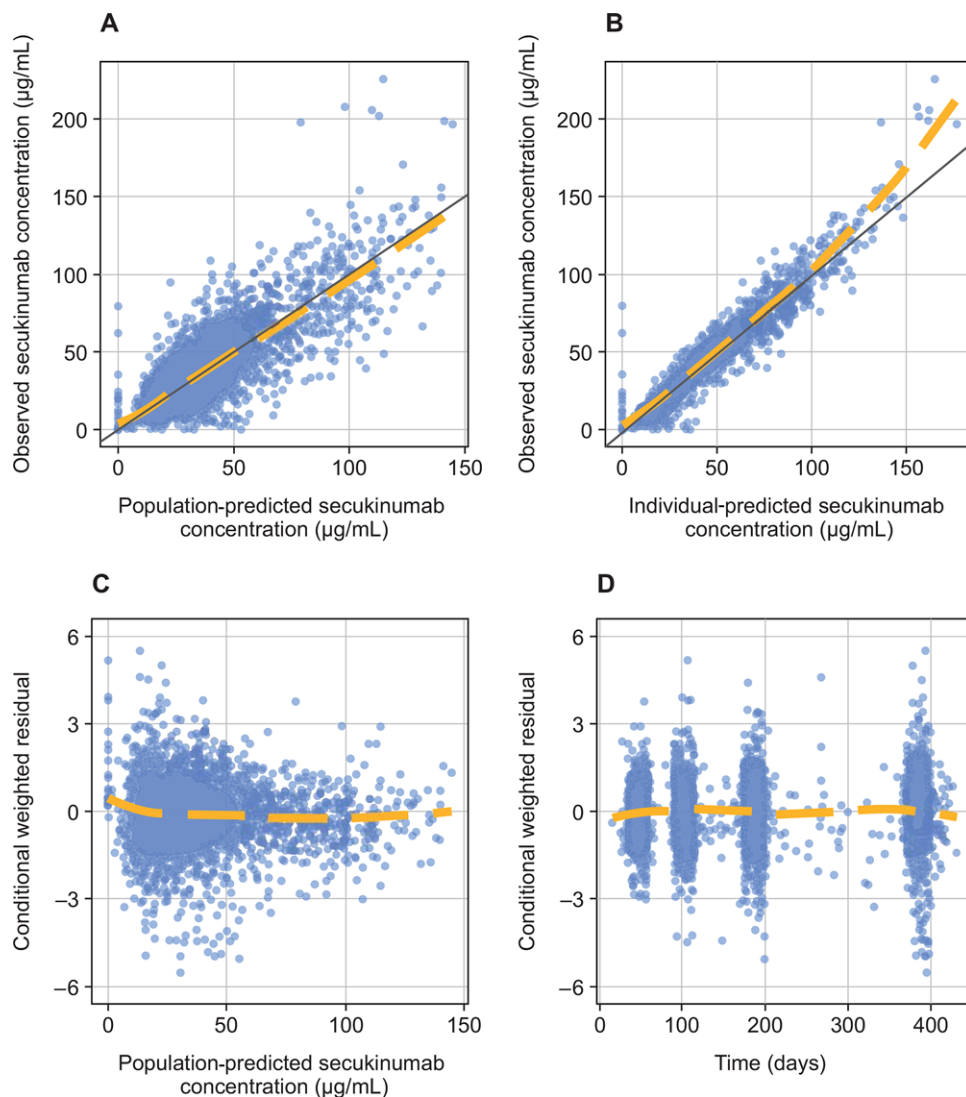 A
Observed secukinumab concentration (µg/mL)
200
150
100
50
0
0 50 100 150
Population-predicted secukinumab
concentration (µg/mL)
B
Observed secukinumab concentration (µg/mL)
200
150
100
50
0
0 50 100 150
Individual-predicted secukinumab
concentration (µg/mL)
C
Conditional weighted residual
6
3
0
−3
−6
0 50 100 150
Population-predicted secukinumab
concentration (µg/mL)
D
Conditional weighted residual
6
3
0
−3
−6
0 100 200 300 400
Time (days)